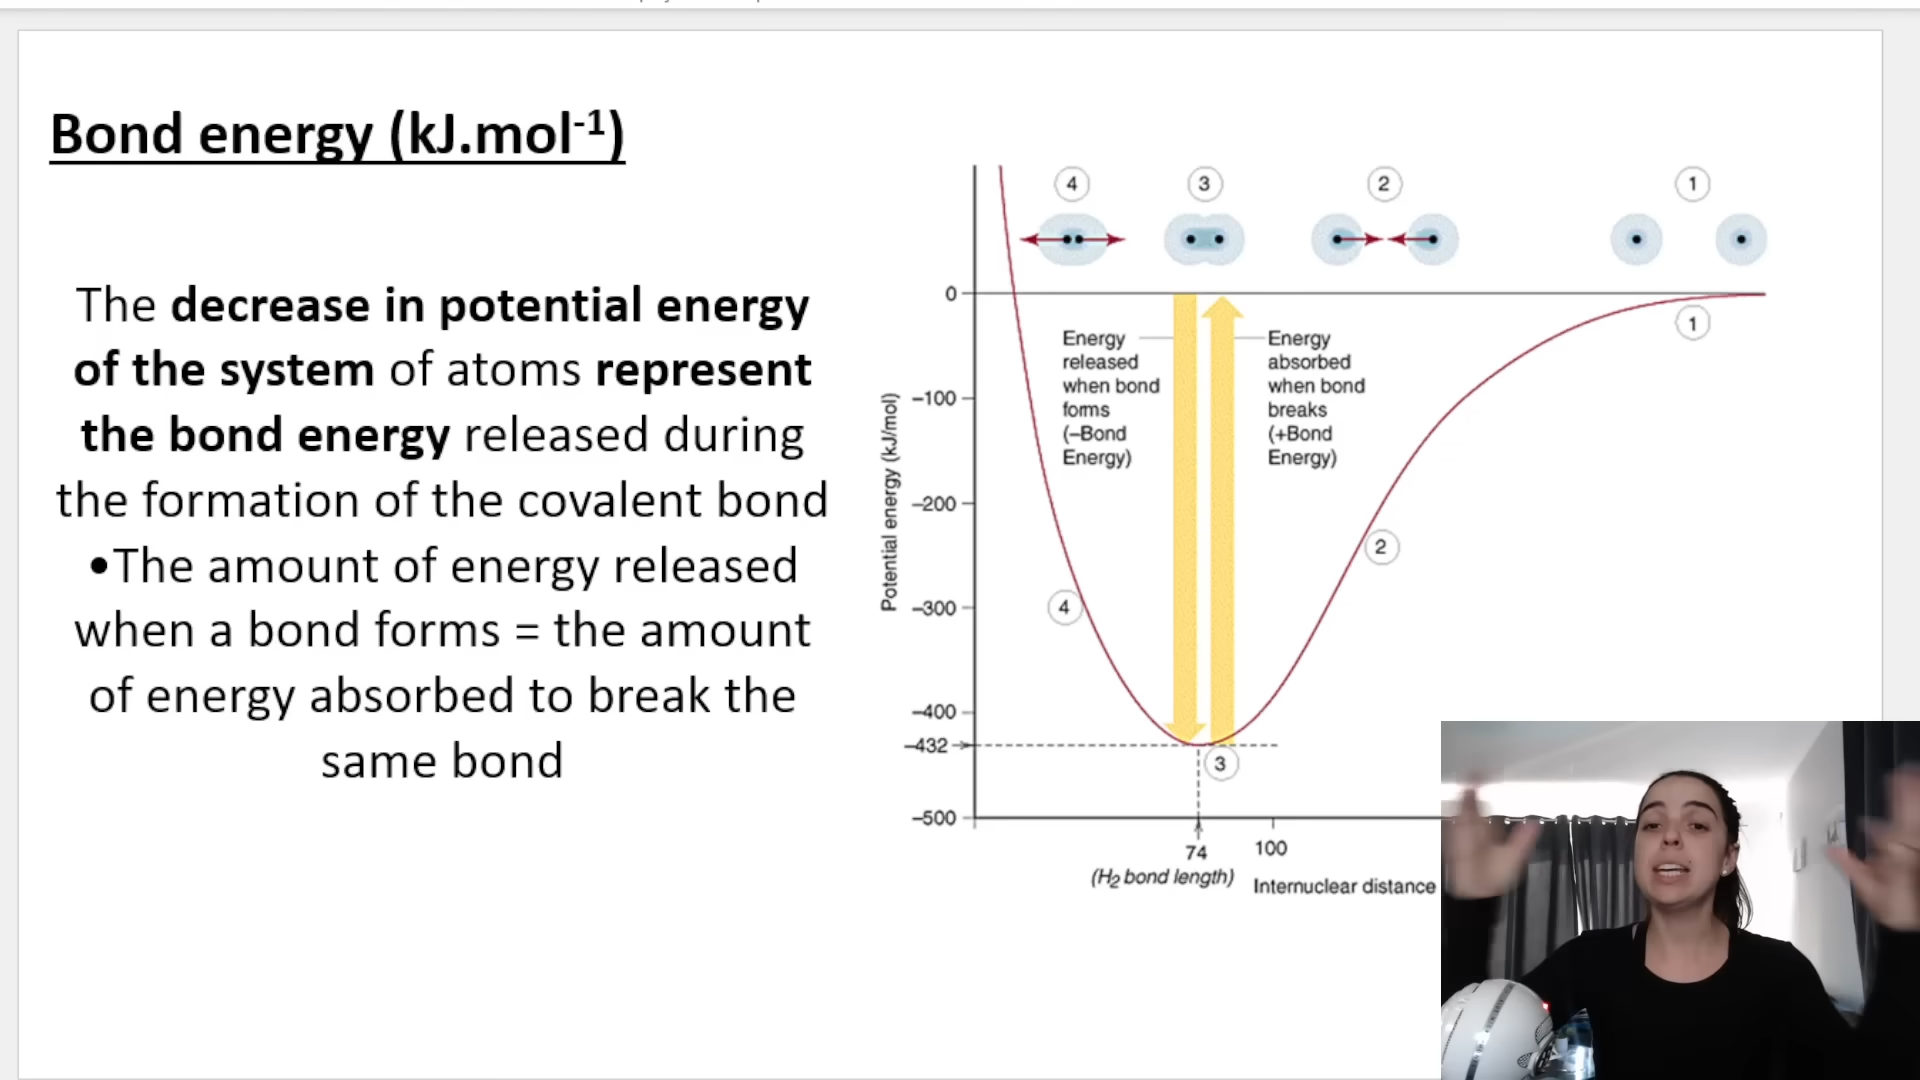 Bond energy (kJ.mol-1)
The decrease in potential energy
of the system of atoms represent
the bond energy released during
the formation of the covalent bond
•The amount of energy released
when a bond forms = the amount
of energy absorbed to break the
same bond
4 3 2 1
0
1
Energy
released
when bond
forms
(–Bond
Energy)
Energy
absorbed
when bond
breaks
(+Bond
Energy)
Potential energy (kJ/mol)
–100
–200
2
–300
4
–400
–432
3
–500
74
100
(H2 bond length)
Internuclear distance